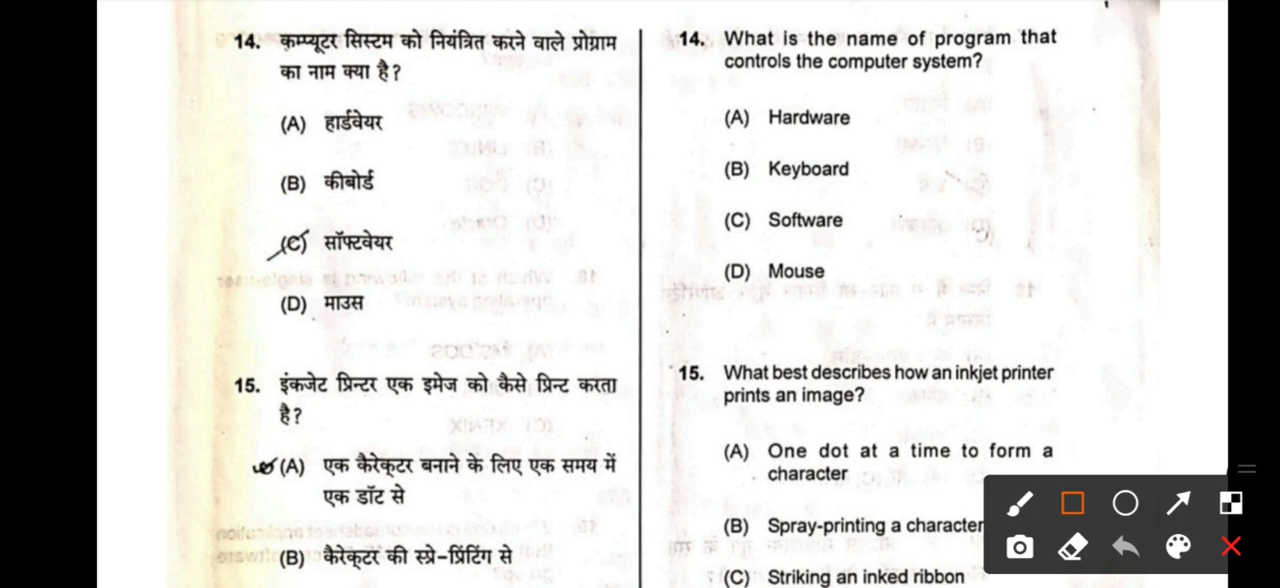 14. कम्प्यूटर सिस्टम को नियंत्रित करने वाले प्रोग्राम
का नाम क्या है?
(A) हार्डवेयर
(B) कीबोर्ड
(C) सॉफ्टवेयर
(D) माउस
15. इंकजेट प्रिन्टर एक इमेज को कैसे प्रिन्ट करता
है?
(A) एक कैरेक्टर बनाने के लिए एक समय में
एक डॉट से
(B) कैरेक्टर की स्प्रे-प्रिंटिंग से
14. What is the name of program that
controls the computer system?
(A) Hardware
(B) Keyboard
(C) Software
(D) Mouse
15. What best describes how an inkjet printer
prints an image?
(A) One dot at a time to form a
character
(B) Spray-printing a character
(C) Striking an inked ribbon